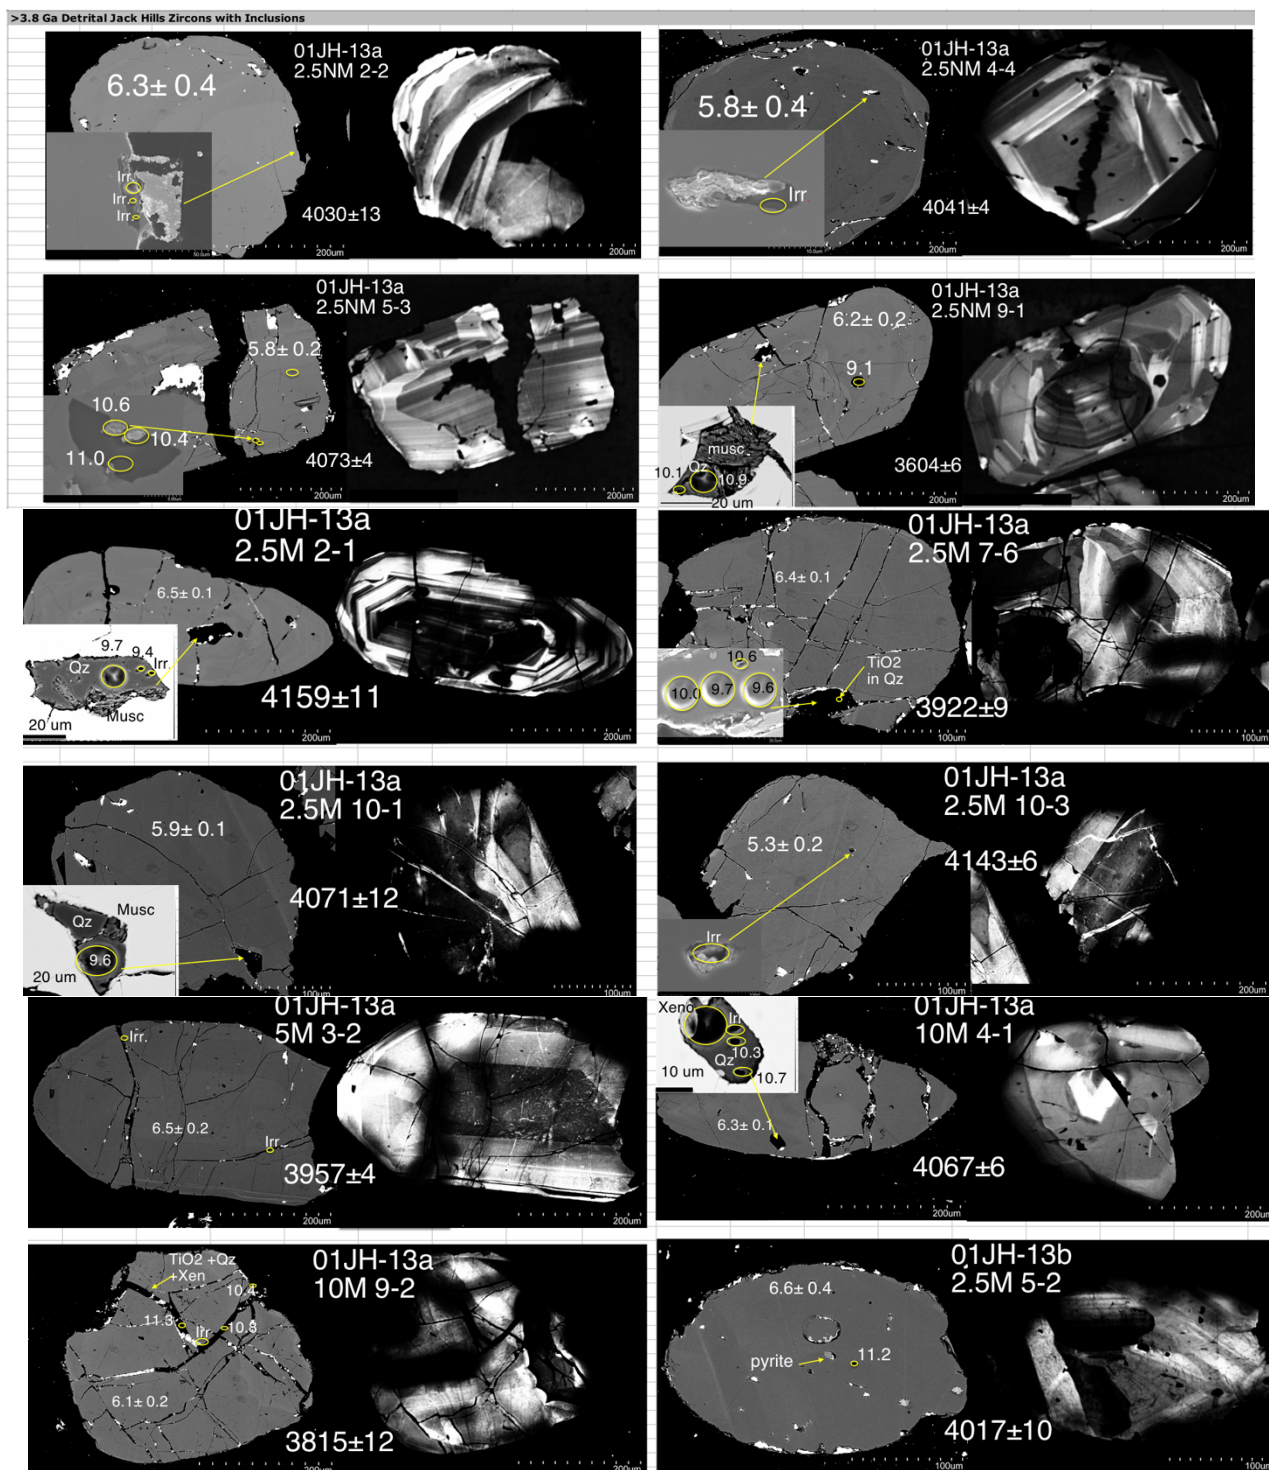 >3.8 Ga Detrital Jack Hills Zircons with Inclusions
01JH-13a
2.5NM 2-2
6.3± 0.4
Irr.
Irr.
Irr.
4030±13
50.0um
200um
200um
01JH-13a
2.5NM 4-4
5.8± 0.4
Irr
4041±4
10.0um
200um
200um
01JH-13a
2.5NM 5-3
5.8± 0.2
10.6
10.4
11.0
4073±4
200um
200um
01JH-13a
2.5NM 9-1
6.2± 0.2
9.1
musc
Qz
10.1
10.9
20 um
3604±6
200um
200um
01JH-13a
2.5M 2-1
6.5± 0.1
9.7
9.4
Irr.
Qz
Musc
20 um
4159±11
200um
200um
01JH-13a
2.5M 7-6
6.4± 0.1
10.6
TiO2
in Qz
10.0
9.7
9.6
3922±9
100um
100um
01JH-13a
2.5M 10-1
5.9± 0.1
4071±12
Musc
Qz
9.6
20 um
100um
100um
01JH-13a
2.5M 10-3
5.3± 0.2
4143±6
Irr
100um
200um
01JH-13a
5M 3-2
Irr.
6.5± 0.2
Irr.
3957±4
200um
200um
Xeno
01JH-13a
10M 4-1
Irr
10.3
Qz
10 um
10.7
6.3± 0.1
4067±6
200um
200um
01JH-13a
10M 9-2
TiO2 +Qz
+Xen
10.4
11.3
Irr
10.8
6.1± 0.2
3815±12
200um
100um
01JH-13b
2.5M 5-2
6.6± 0.4
pyrite
11.2
4017±10
100um
100um